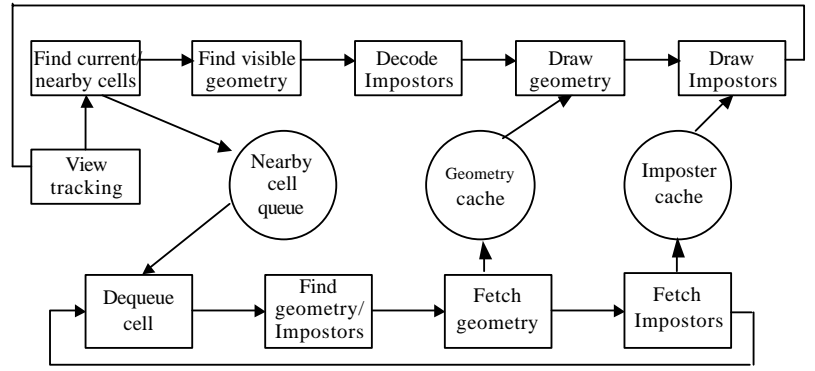 Find current/
nearby cells
Find visible
geometry
Decode
Impostors
Draw
geometry
Draw
Impostors
View
tracking
Nearby
cell
queue
Geometry
cache
Imposter
cache
Dequeue
cell
Find
geometry/
Impostors
Fetch
geometry
Fetch
Impostors